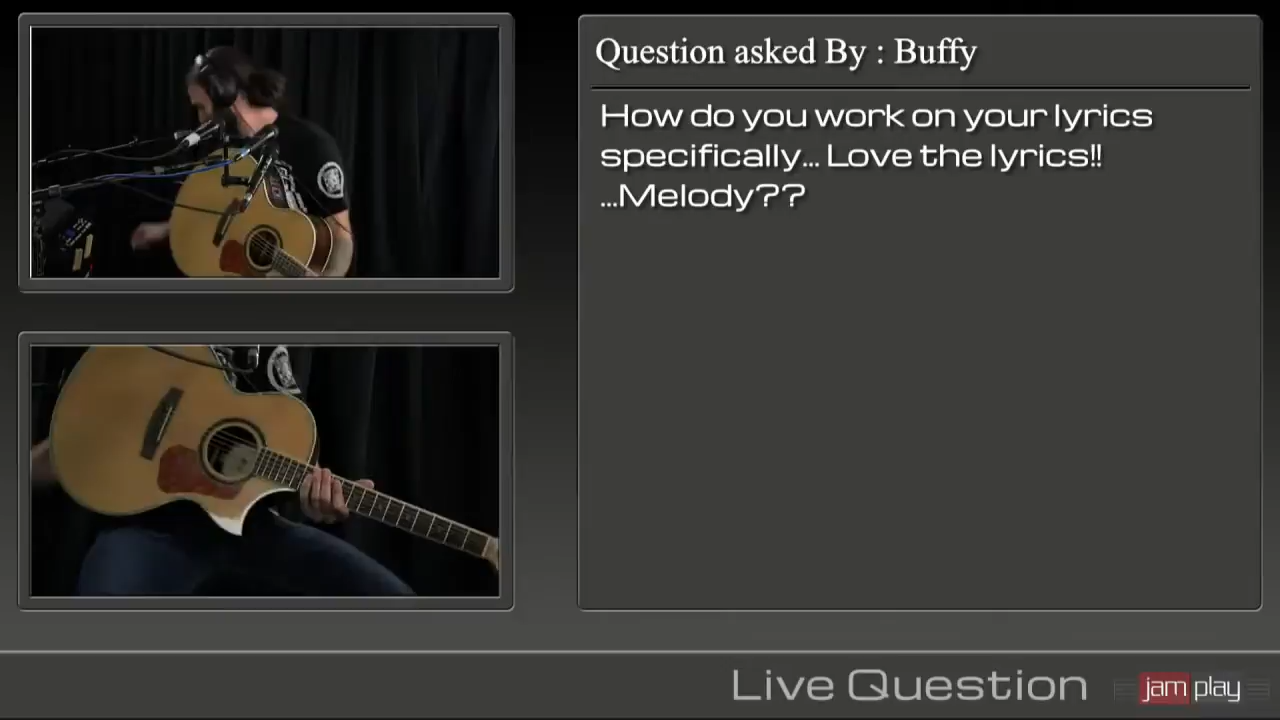 Question asked By : Buffy
How do you work on your lyrics
specifically... Love the lyrics!!
...Melody??
Live Question
jam play